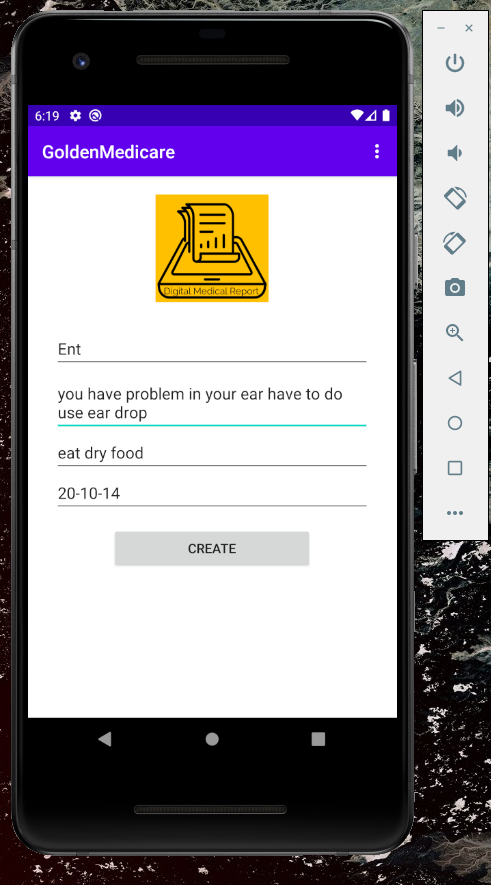 6:19
GoldenMedicare
Digital Medical Report
Ent
you have problem in your ear have to do
use ear drop
eat dry food
20-10-14
CREATE